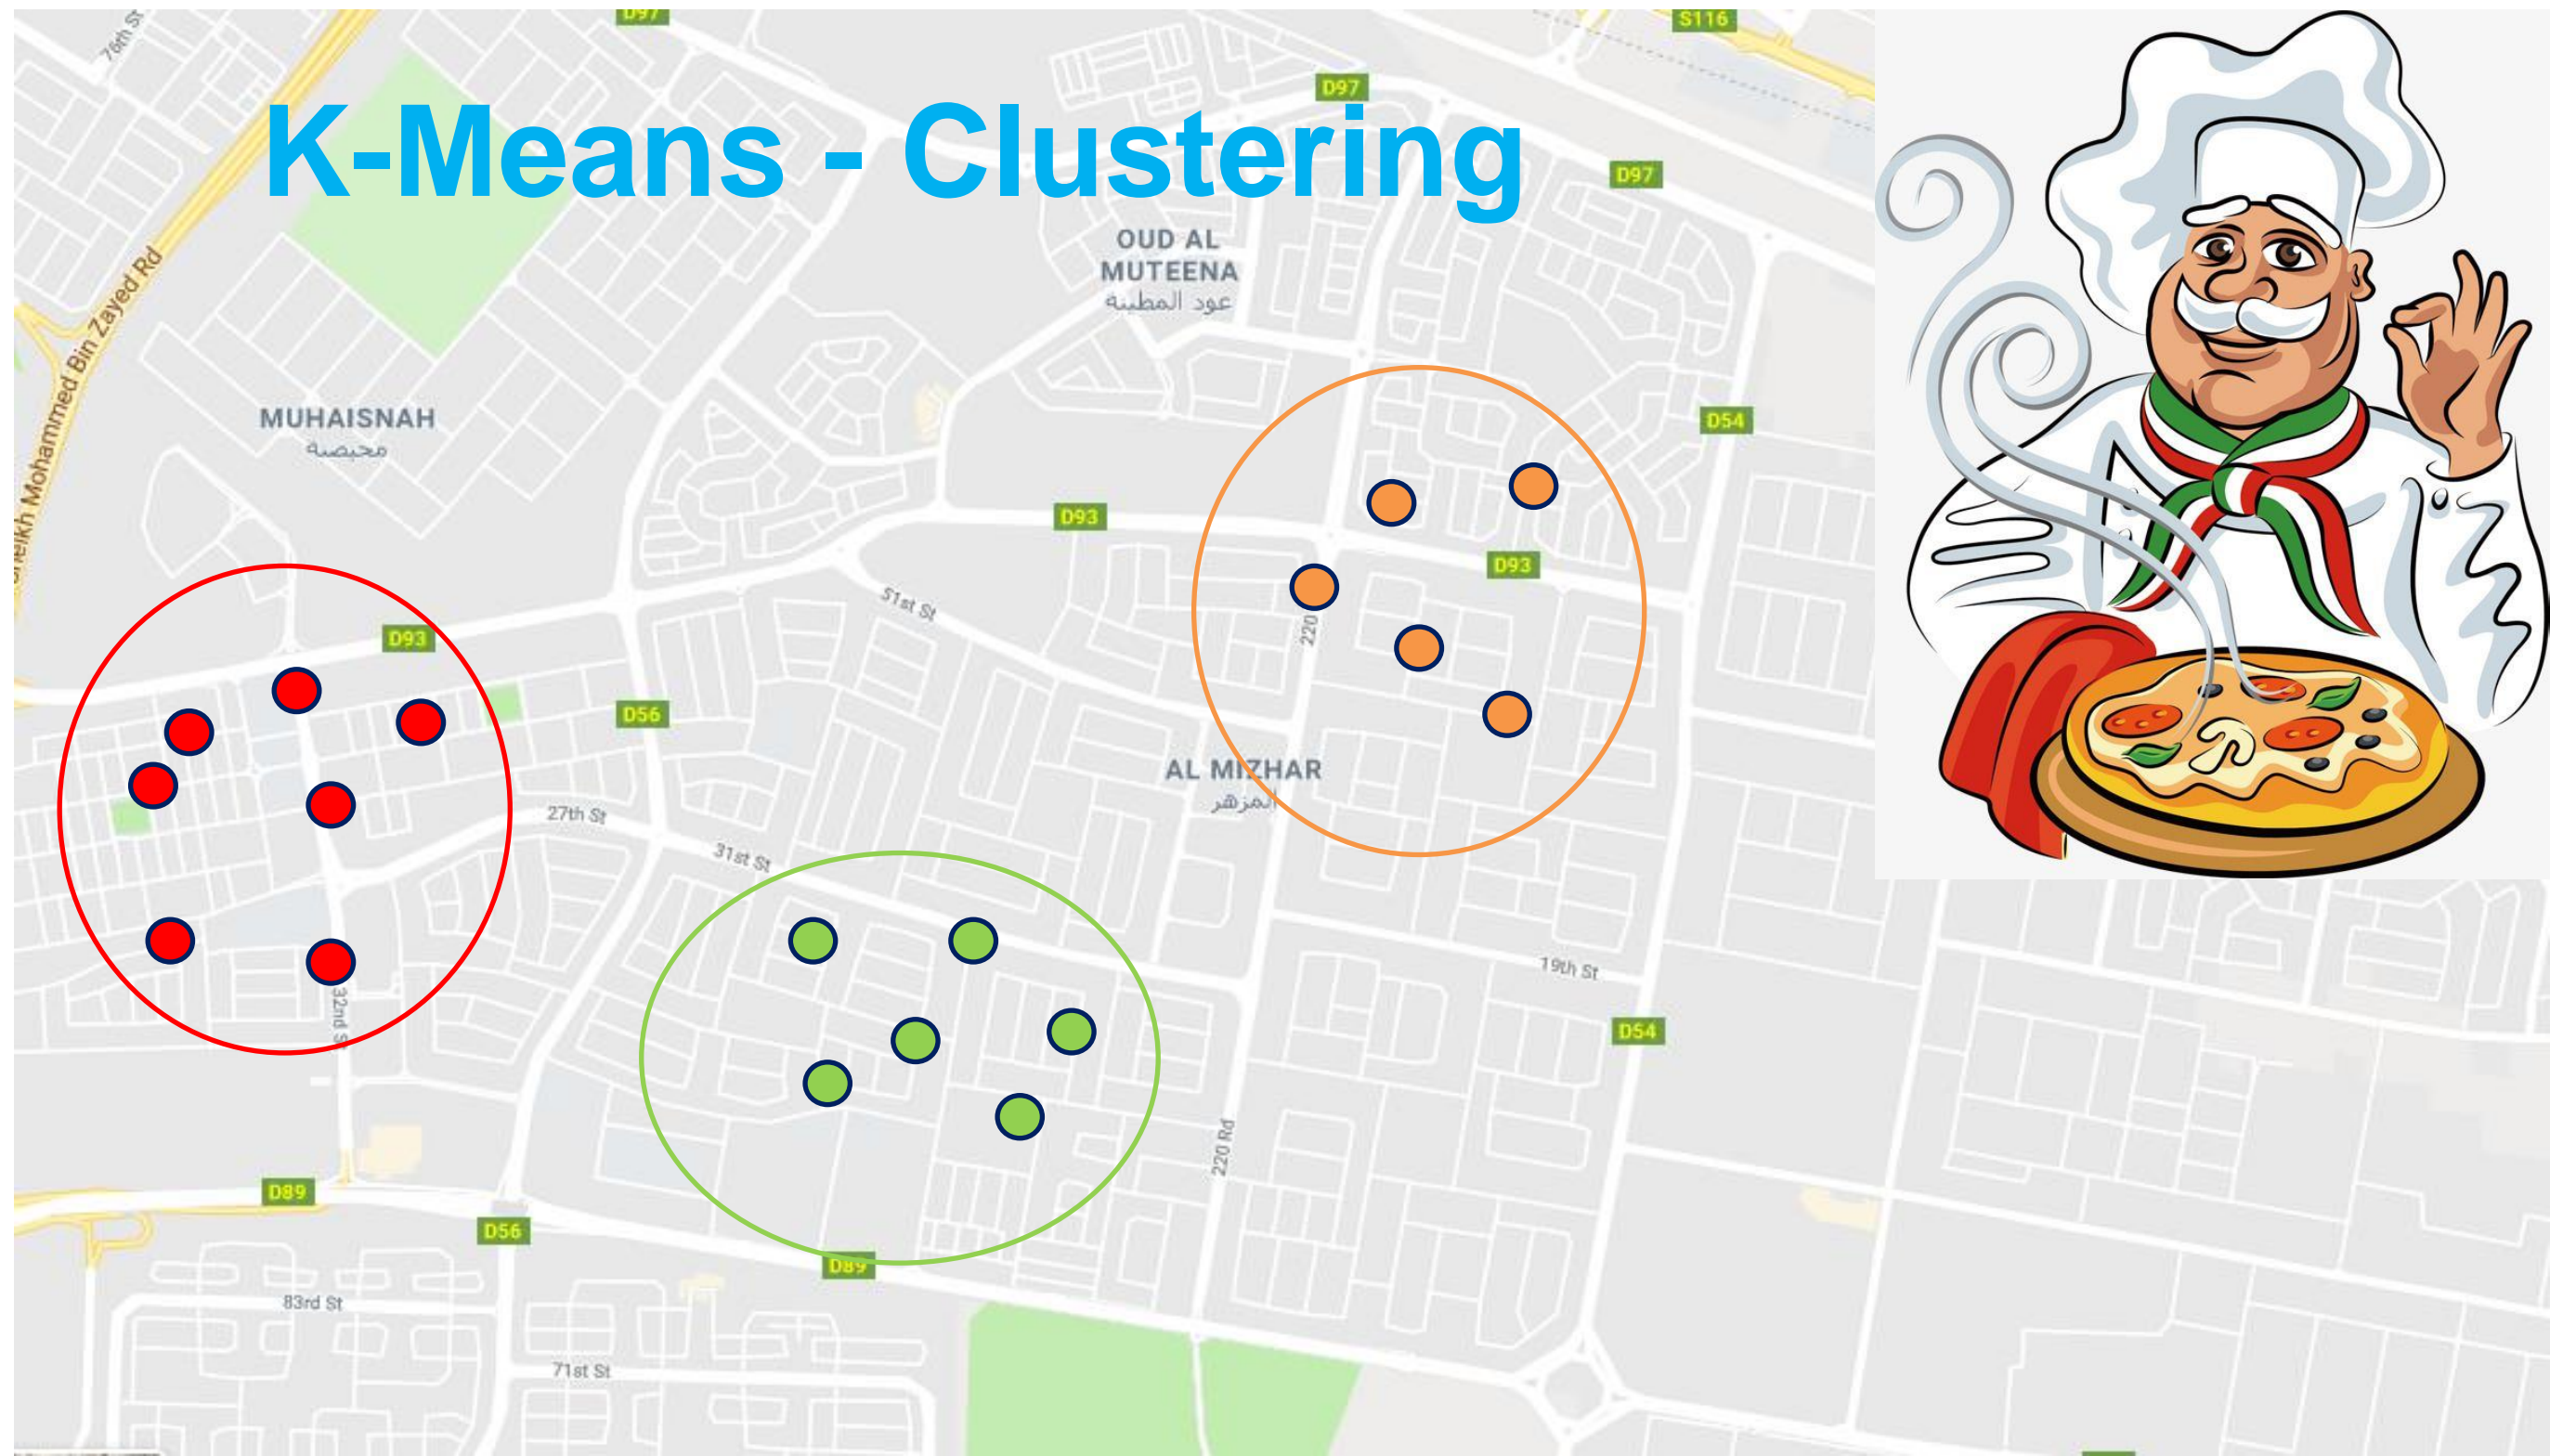 76th St
D97
S116
D97
K-Means - Clustering
D97
OUD AL
MUTEENA
عود المطينة
Sheikh Mohammed Bin Zayed Rd
MUHAISNAH
محيصنة
D54
D93
D93
51st St
220
D93
D56
AL MIZHAR
المزهر
27th St
31st St
19th St
32nd St
D54
220 Rd
D89
D56
D89
83rd St
71st St